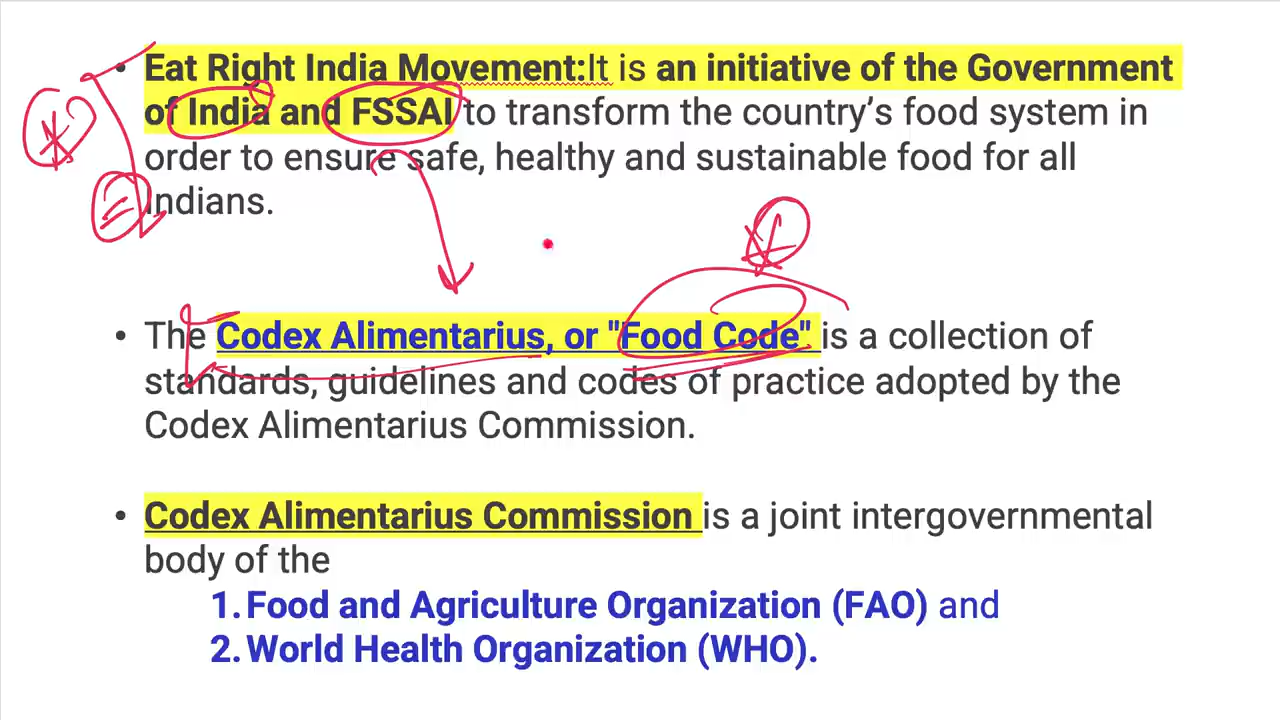 • Eat Right India Movement:It is an initiative of the Government
of India and FSSAI to transform the country’s food system in
order to ensure safe, healthy and sustainable food for all
Indians.
• The Codex Alimentarius, or "Food Code" is a collection of
standards, guidelines and codes of practice adopted by the
Codex Alimentarius Commission.
• Codex Alimentarius Commission is a joint intergovernmental
body of the
1. Food and Agriculture Organization (FAO) and
2. World Health Organization (WHO).